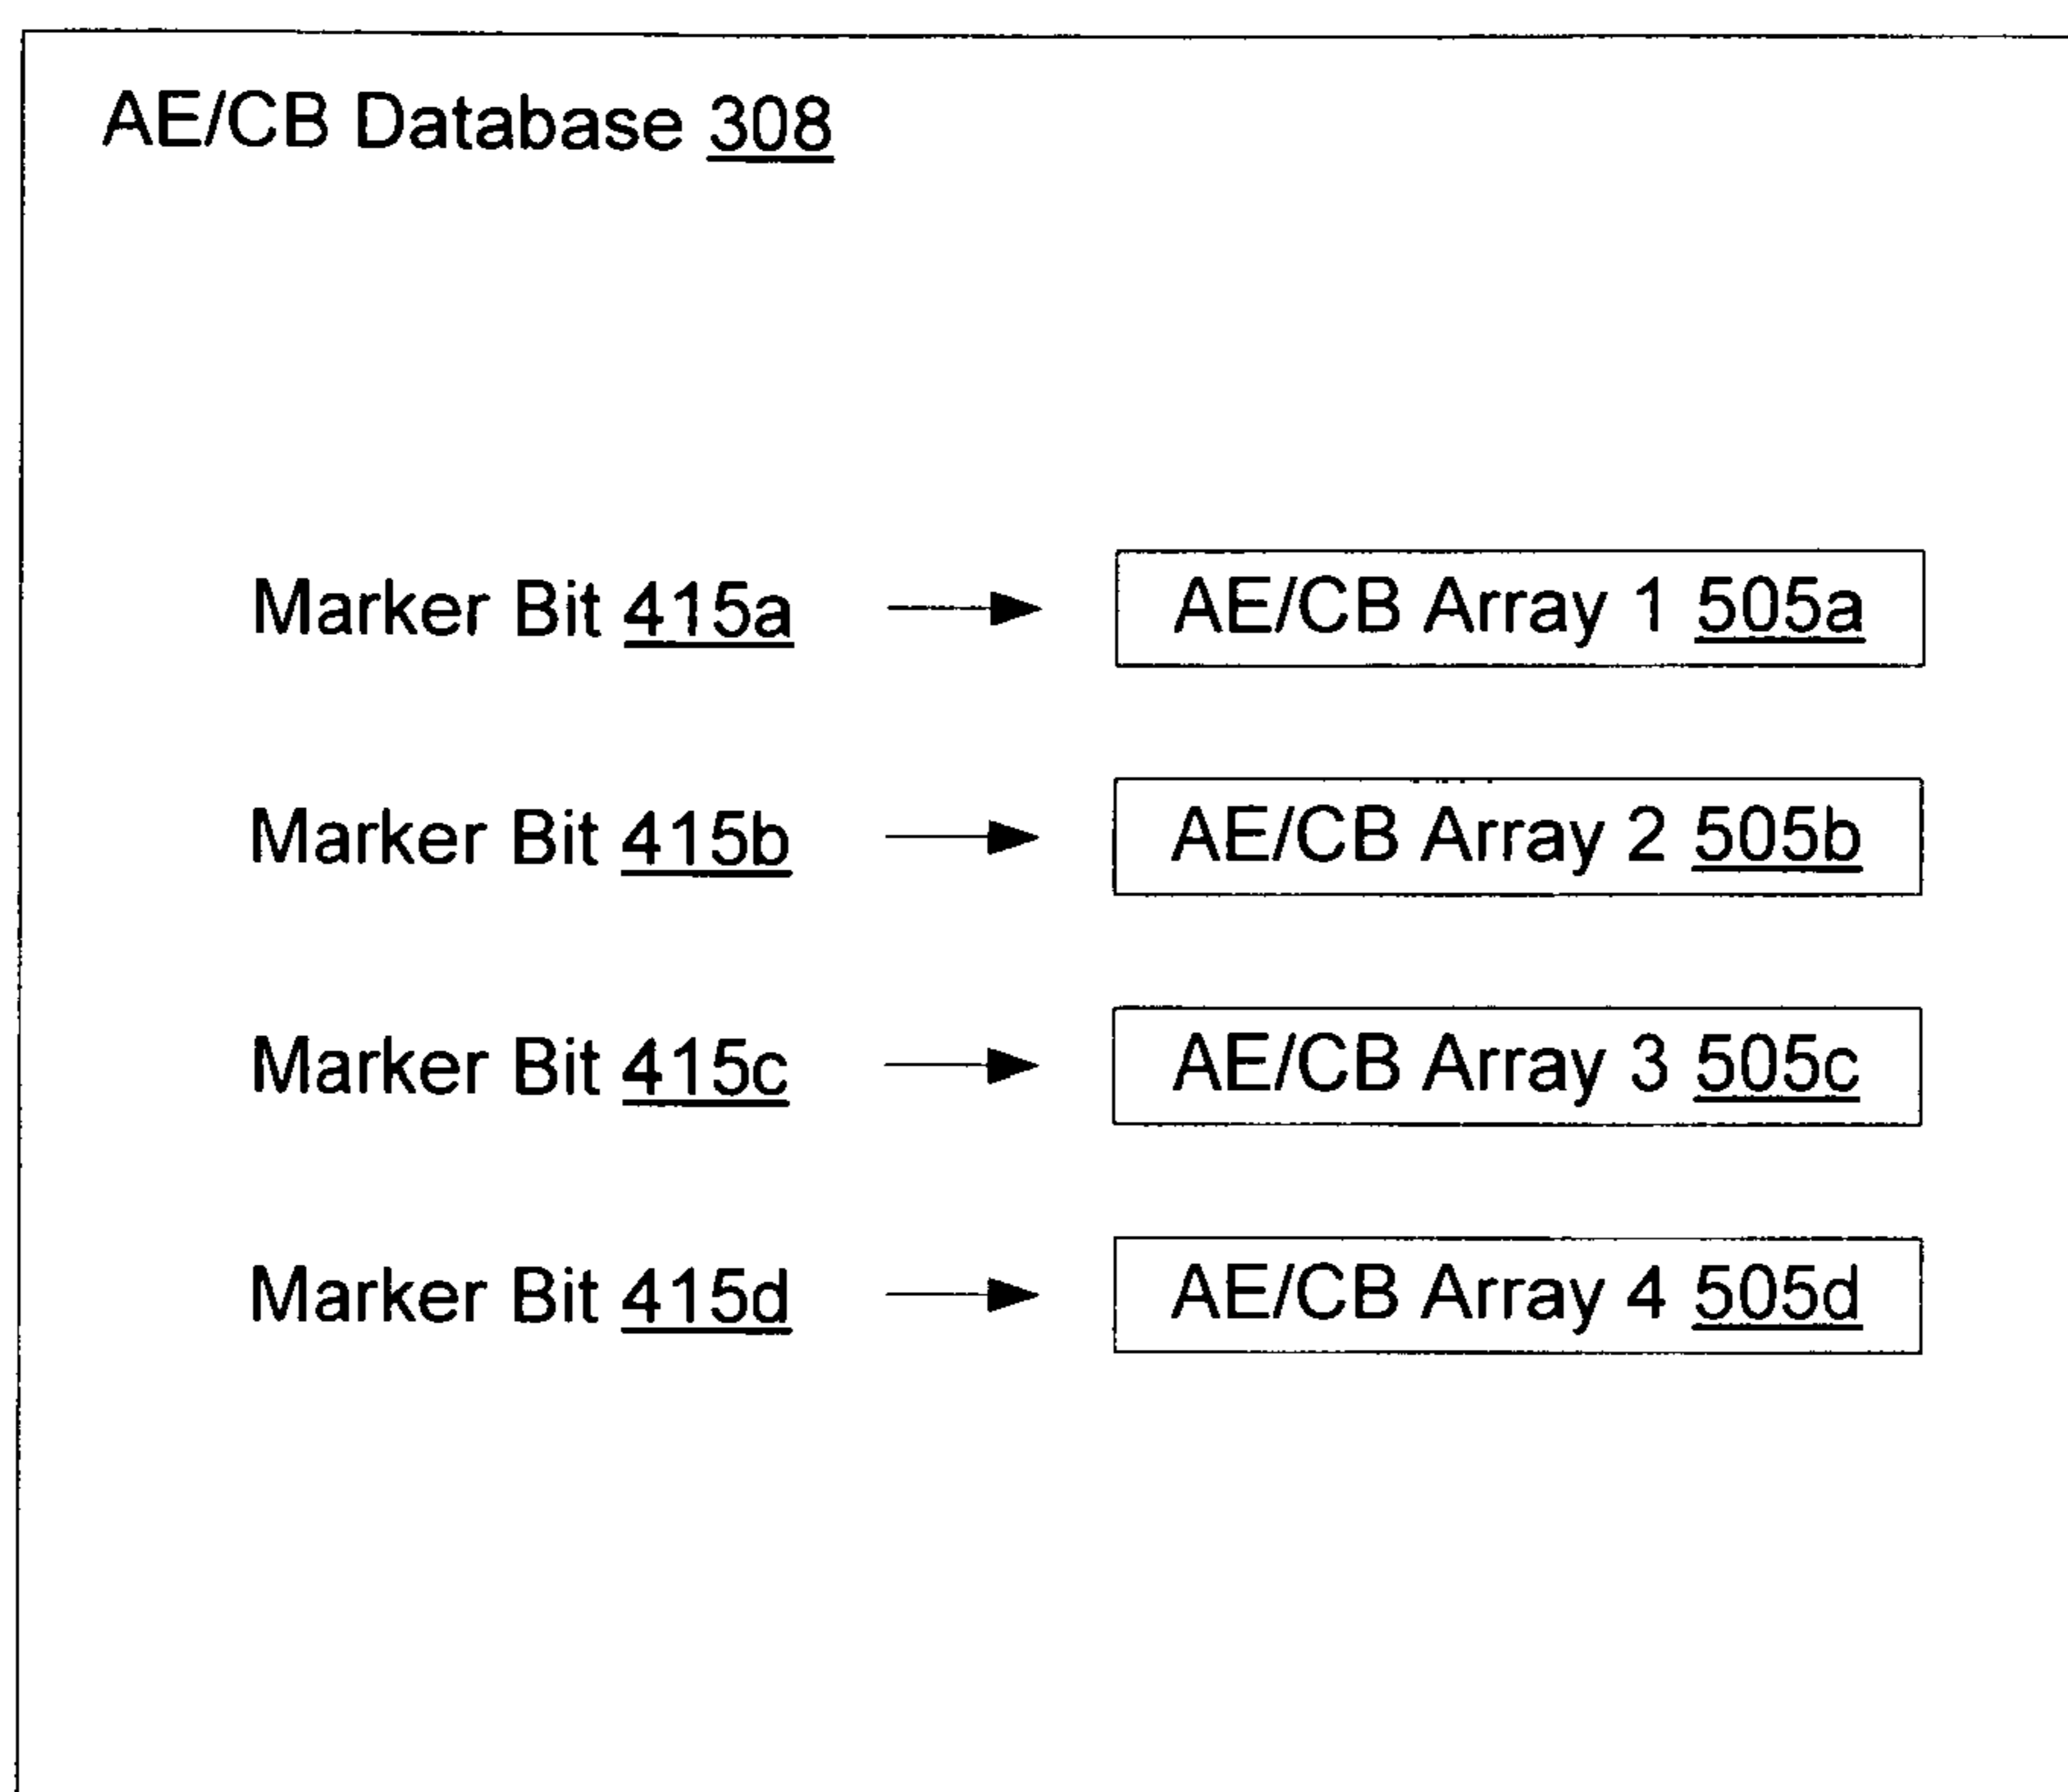 AE/CB Database 308
Marker Bit 415a AE/CB Array 1 505a
Marker Bit 415b AE/CB Array 2 505b
Marker Bit 415c AE/CB Array 3 505c
Marker Bit 415d AE/CB Array 4 505d